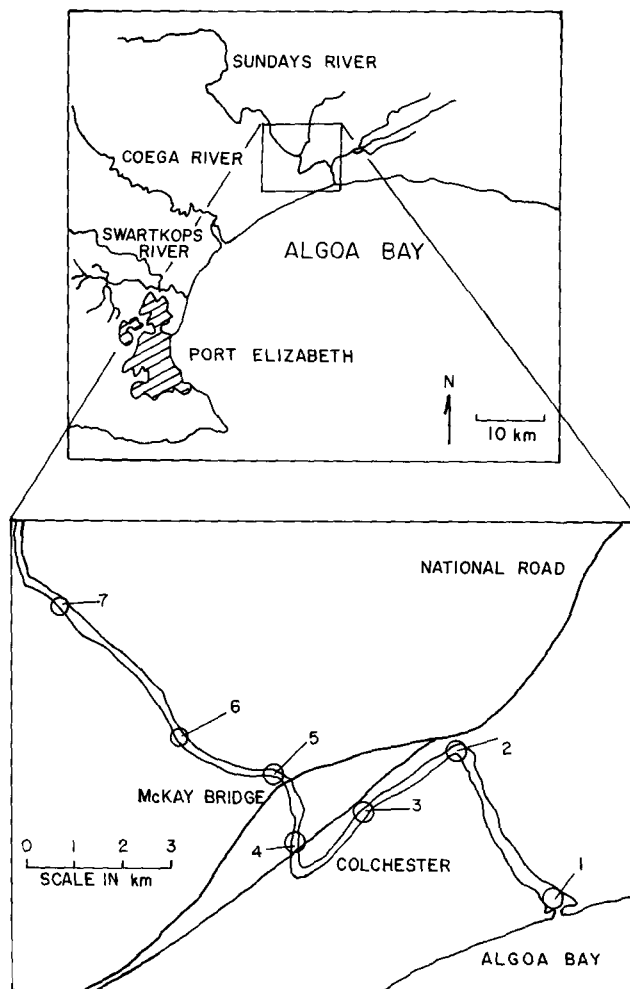 SUNDAYS RIVER
COEGA RIVER
SWARTKOPS
RIVER
ALGOA BAY
PORT ELIZABETH
N
10 km
NATIONAL ROAD
7
6
5
2
McKAY BRIDGE
3
0 1 2 3
4
SCALE IN km
COLCHESTER
1
ALGOA BAY